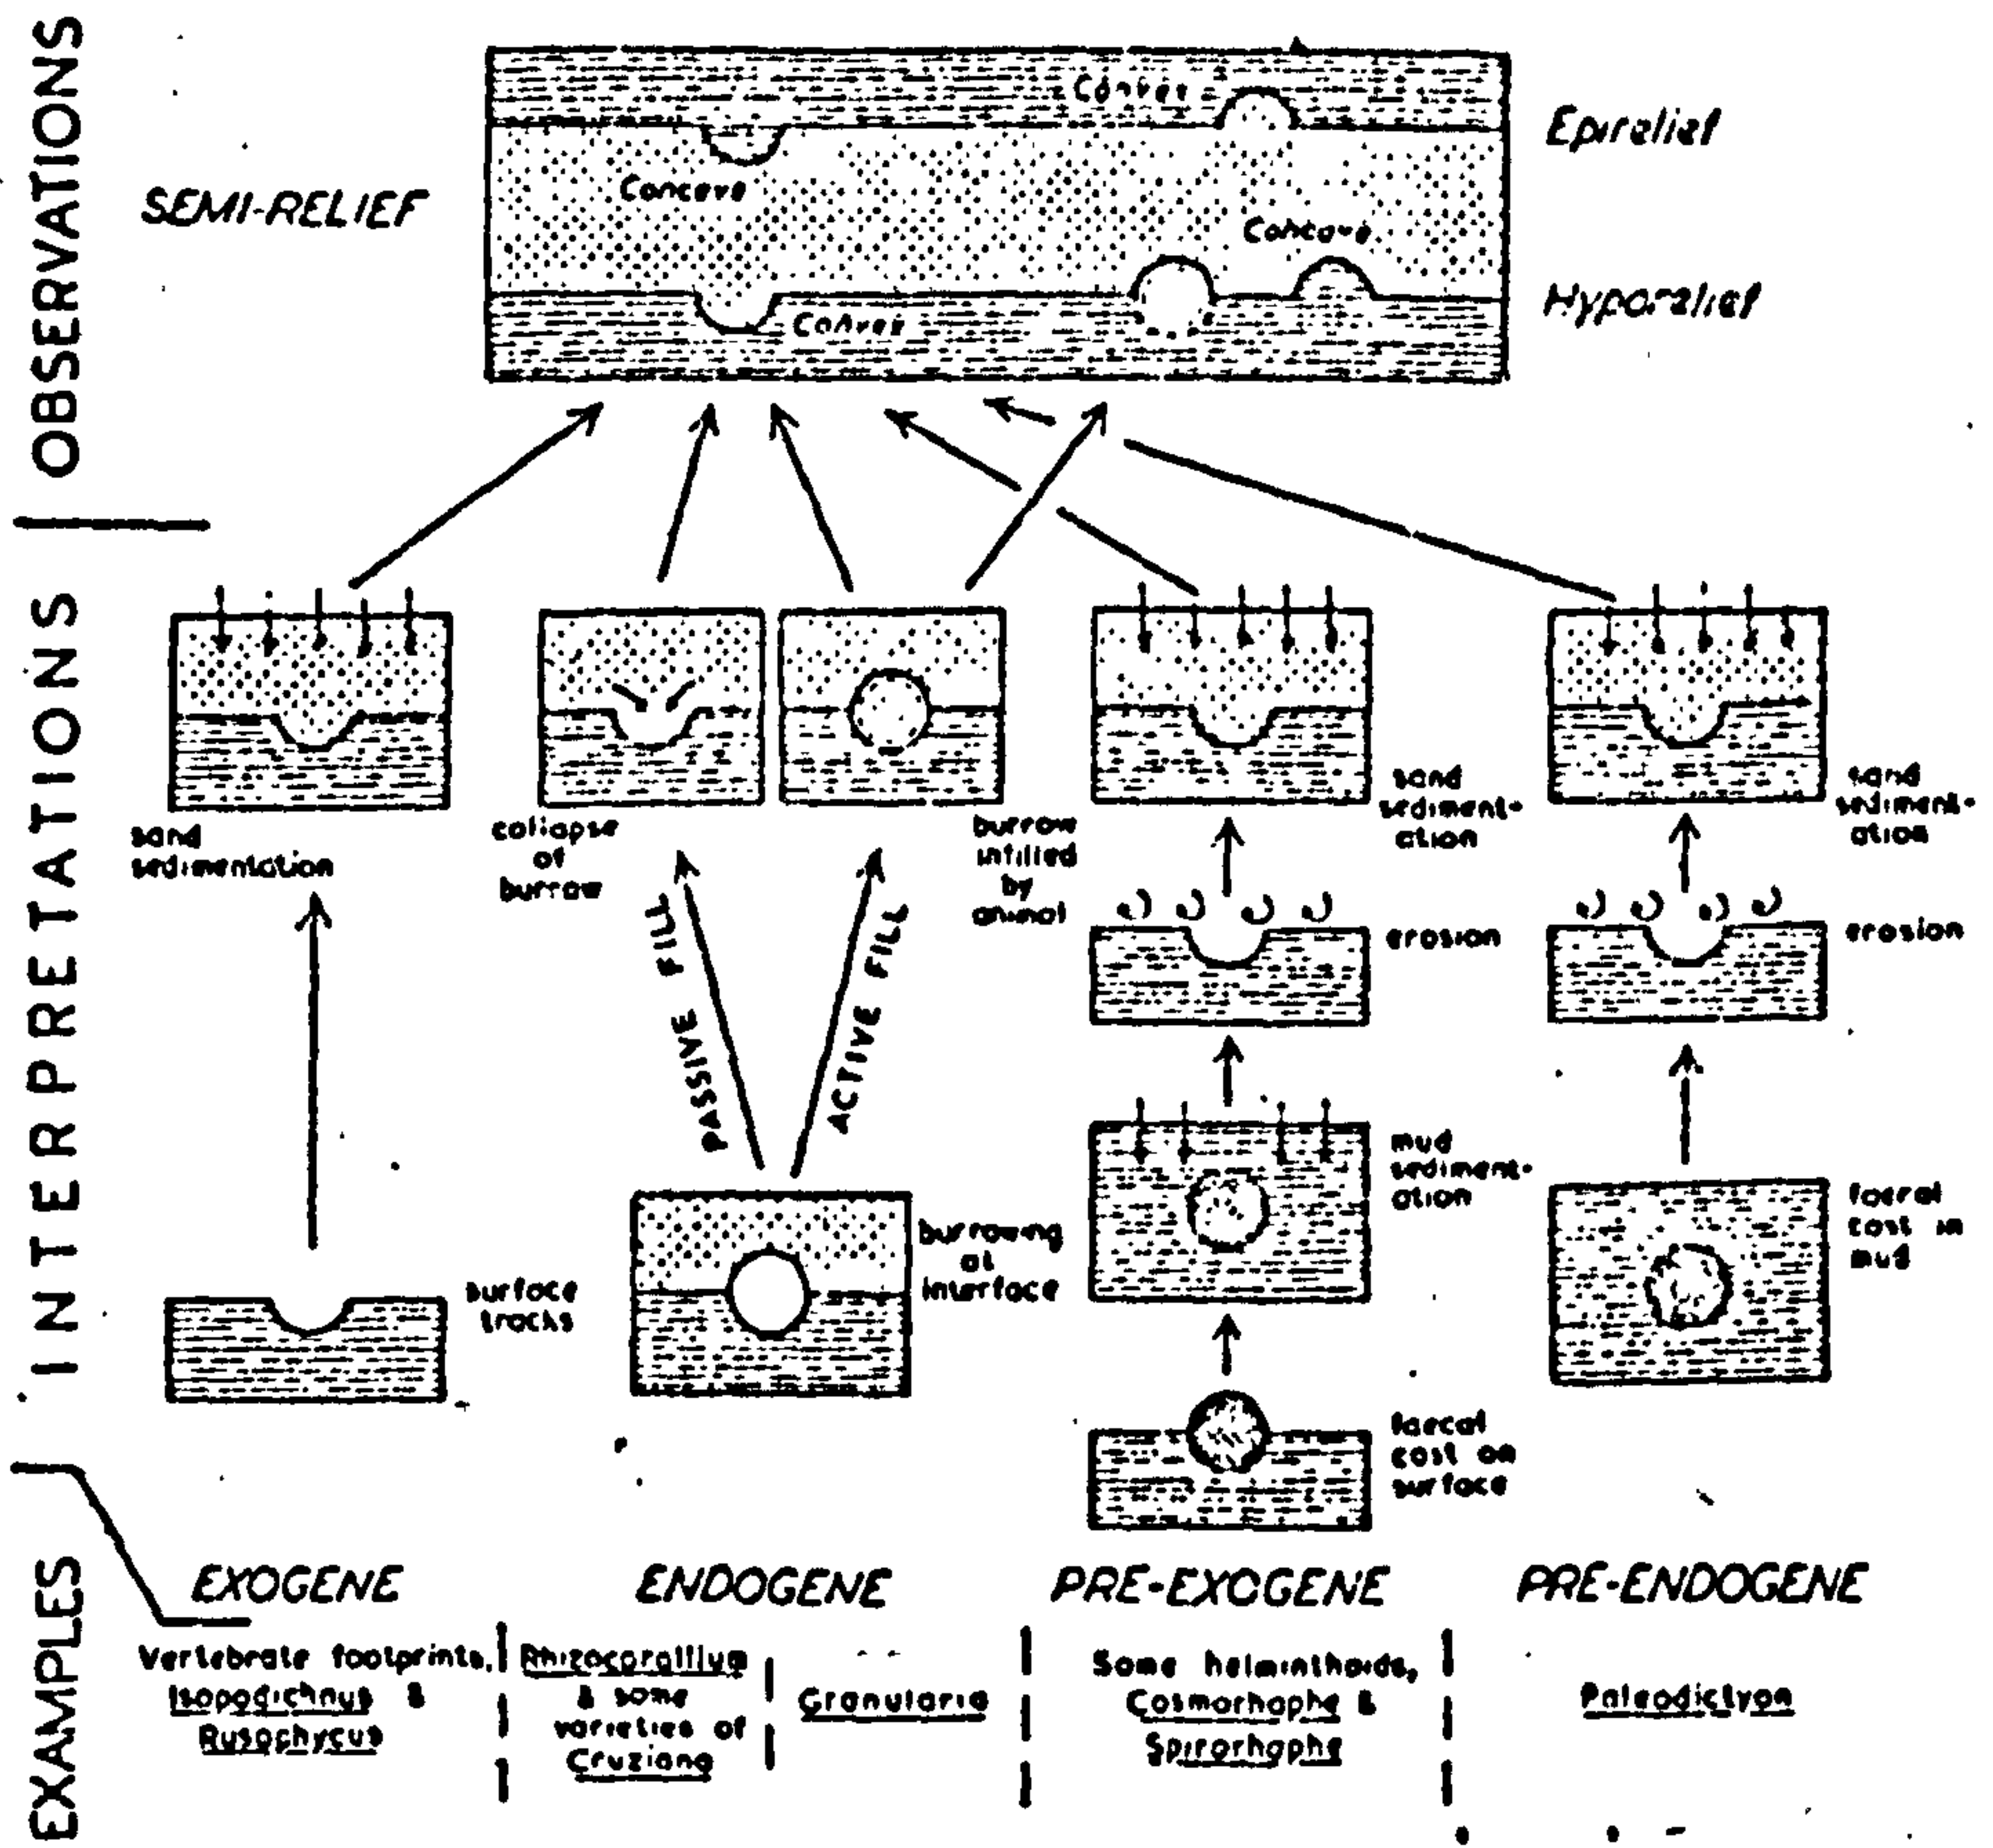 OBSERVATIONS
SEMI-RELIEF
Convex
Concave
Concave
Convex
Epirelief
Hyporelief
INTERPRETATIONS
sand
sedimentation
collapse
of
burrow
burrow
infilled
by
animal
sand
sediment-
ation
sand
sediment-
ation
PASSIVE FILL
ACTIVE FILL
erosion
erosion
mud
sediment-
ation
faecal
cast in
mud
surface
tracks
burrowing
at
interface
faecal
cast on
surface
EXAMPLES
EXOGENE
ENDOGENE
PRE-EXOGENE
PRE-ENDOGENE
Vertebrate footprints,
Isopodichnus &
Rusophycus
Rhizocorallium
& some
varieties of
Cruziana
Granularia
Some helminthoids,
Cosmorhaphe &
Spirorhaphe
Paleodictyon